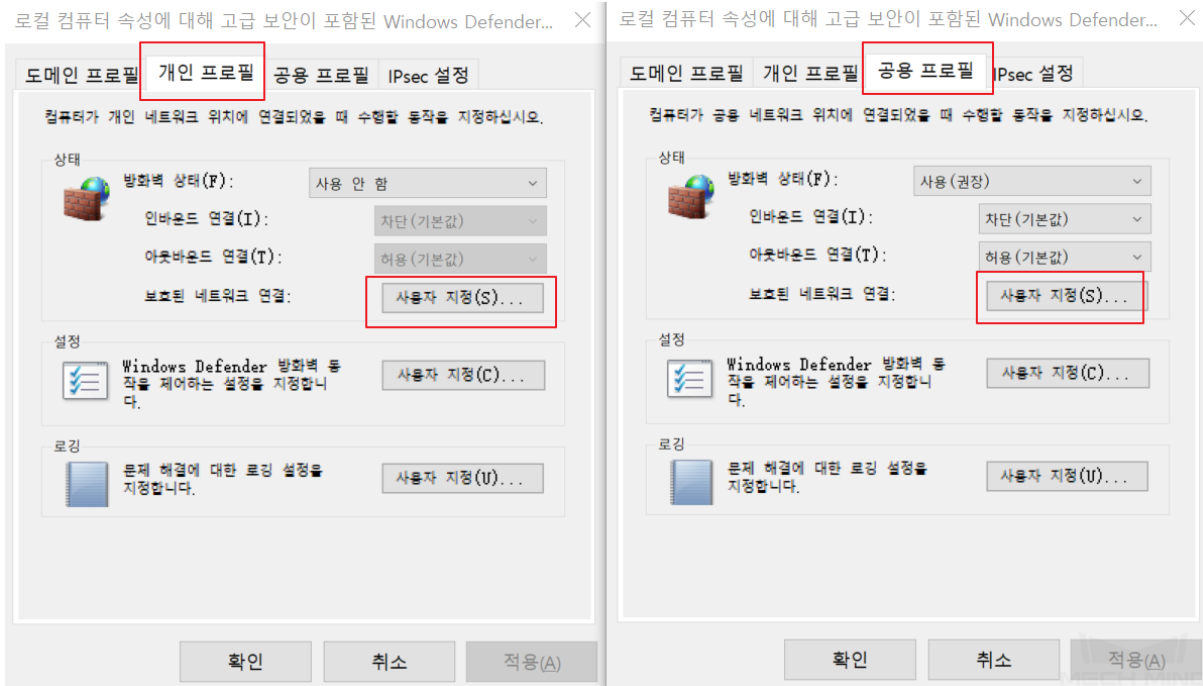 로컬 컴퓨터 속성에 대해 고급 보안이 포함된 Windows Defender...
도메인 프로필 개인 프로필 공용 프로필 IPsec 설정
컴퓨터가 개인 네트워크 위치에 연결되었을 때 수행할 동작을 지정하십시오.
상태
방화벽 상태(F): 사용 안 함
인바운드 연결(I): 차단(기본값)
아웃바운드 연결(T): 허용(기본값)
보호된 네트워크 연결: 사용자 지정(S)...
설정
Windows Defender 방화벽 동
작을 제어하는 설정을 지정합니
다.
사용자 지정(C)...
로깅
문제 해결에 대한 로깅 설정을
지정합니다.
사용자 지정(U)...
확인 취소 적용(A)
로컬 컴퓨터 속성에 대해 고급 보안이 포함된 Windows Defender...
도메인 프로필 개인 프로필 공용 프로필 IPsec 설정
컴퓨터가 공용 네트워크 위치에 연결되었을 때 수행할 동작을 지정하십시오.
상태
방화벽 상태(F): 사용(권장)
인바운드 연결(I): 차단(기본값)
아웃바운드 연결(T): 허용(기본값)
보호된 네트워크 연결: 사용자 지정(S)...
설정
Windows Defender 방화벽 동
작을 제어하는 설정을 지정합니
다.
사용자 지정(C)...
로깅
문제 해결에 대한 로깅 설정을
지정합니다.
사용자 지정(U)...
확인 취소 적용(A)
MECH MIND